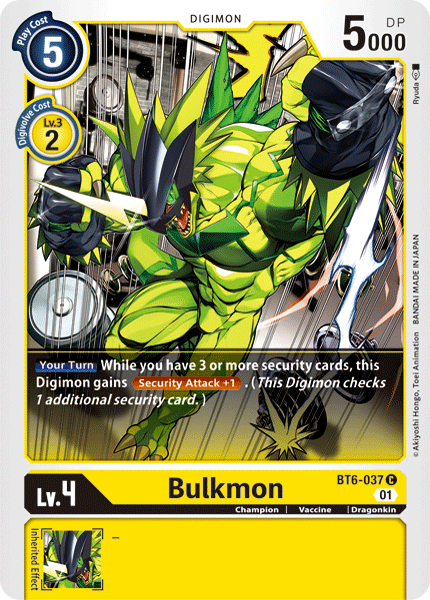 DIGIMON
Play Cost
5
DP
5000
Digivolve Cost
Lv.3
2
Ryuda
© Akiyoshi Hongo, Toei Animation BANDAI MADE IN JAPAN
Your Turn While you have 3 or more security cards, this
Digimon gains Security Attack +1 . (This Digimon checks
1 additional security card.)
Lv.4
Bulkmon
BT6-037 C
01
Champion | Vaccine | Dragonkin
Inherited Effect
–